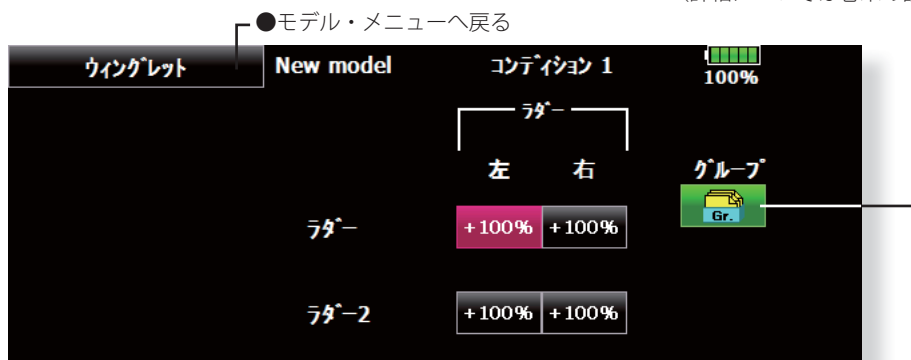 ●モデル・メニューへ戻る
ｳｨﾝｸﾞﾚｯﾄ New model ｺﾝﾃﾞｨｼｮﾝ 1 100%
ﾗﾀﾞｰ
左 右 ｸﾞﾙｰﾌﾟ
Gr.
ﾗﾀﾞｰ +100% +100%
ﾗﾀﾞｰ2 +100% +100%